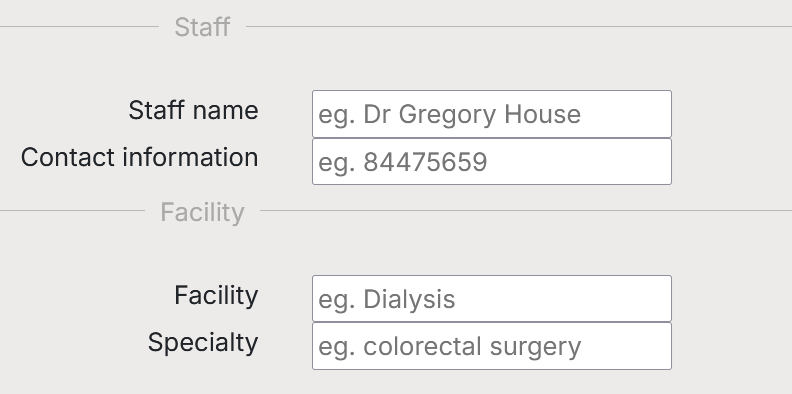 Staff
Staff name eg. Dr Gregory House
Contact information eg. 84475659
Facility
Facility eg. Dialysis
Specialty eg. colorectal surgery